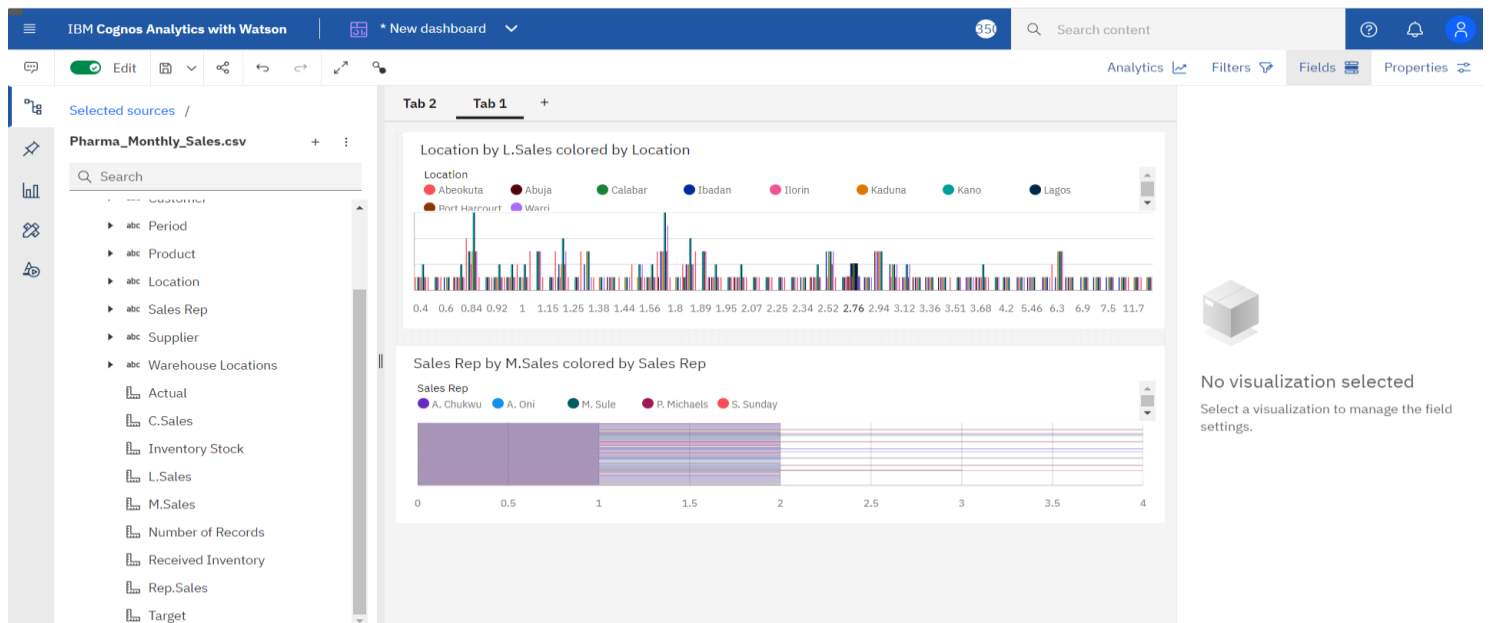 IBM Cognos Analytics with Watson
* New dashboard
Search content
Edit
Analytics
Filters
Fields
Properties
Selected sources /
Pharma_Monthly_Sales.csv
Search
Customer
abc Period
abc Product
abc Location
abc Sales Rep
abc Supplier
abc Warehouse Locations
Actual
C.Sales
Inventory Stock
L.Sales
M.Sales
Number of Records
Received Inventory
Rep.Sales
Target
Tab 2 Tab 1 +
Location by L.Sales colored by Location
Location
Abeokuta Abuja Calabar Ibadan Ilorin Kaduna Kano Lagos
Port Harcourt Warri
0.4 0.6 0.84 0.92 1 1.15 1.25 1.38 1.44 1.56 1.8 1.89 1.95 2.07 2.25 2.34 2.52 2.76 2.94 3.12 3.36 3.51 3.68 4.2 5.46 6.3 6.9 7.5 11.7
Sales Rep by M.Sales colored by Sales Rep
Sales Rep
A. Chukwu A. Oni M. Sule P. Michaels S. Sunday
0 0.5 1 1.5 2 2.5 3 3.5 4
No visualization selected
Select a visualization to manage the field
settings.